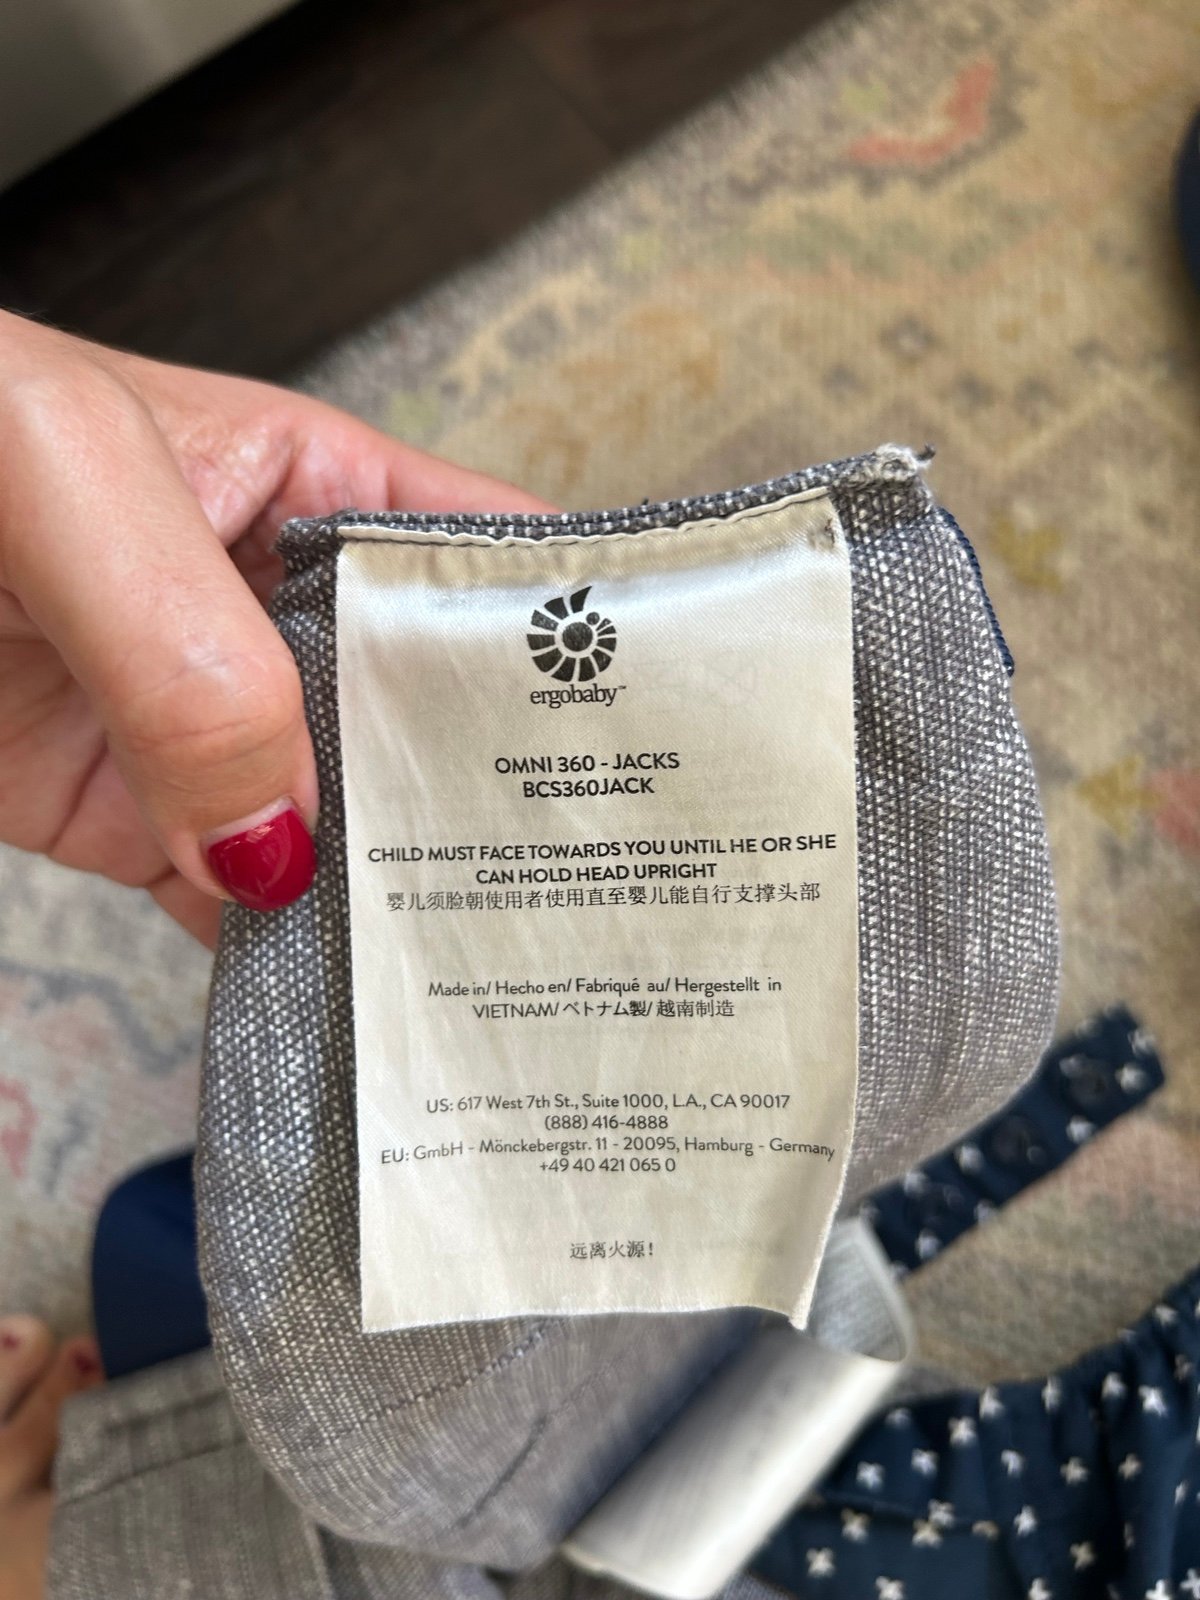 ergobaby™
OMNI 360 - JACKS
BCS360JACK
CHILD MUST FACE TOWARDS YOU UNTIL HE OR SHE
CAN HOLD HEAD UPRIGHT
婴儿须脸朝使用者使用直至婴儿能自行支撑头部
Made in/ Hecho en/ Fabriqué au/ Hergestellt in
VIETNAM/ ベトナム製/ 越南制造
US: 617 West 7th St., Suite 1000, L.A., CA 90017
(888) 416-4888
EU: GmbH - Mönckebergstr. 11 - 20095, Hamburg - Germany
+49 40 421 065 0
远离火源!